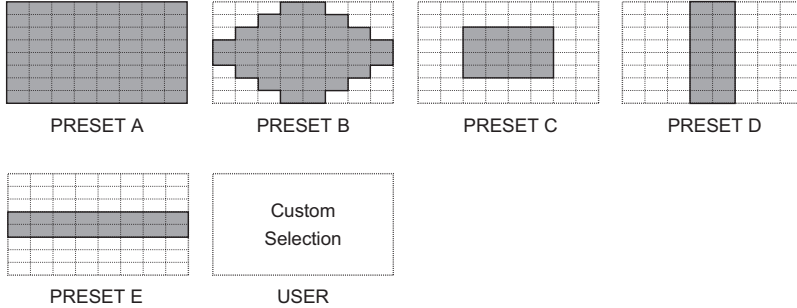 PRESET A
PRESET B
PRESET C
PRESET D
Custom
Selection
PRESET E
USER